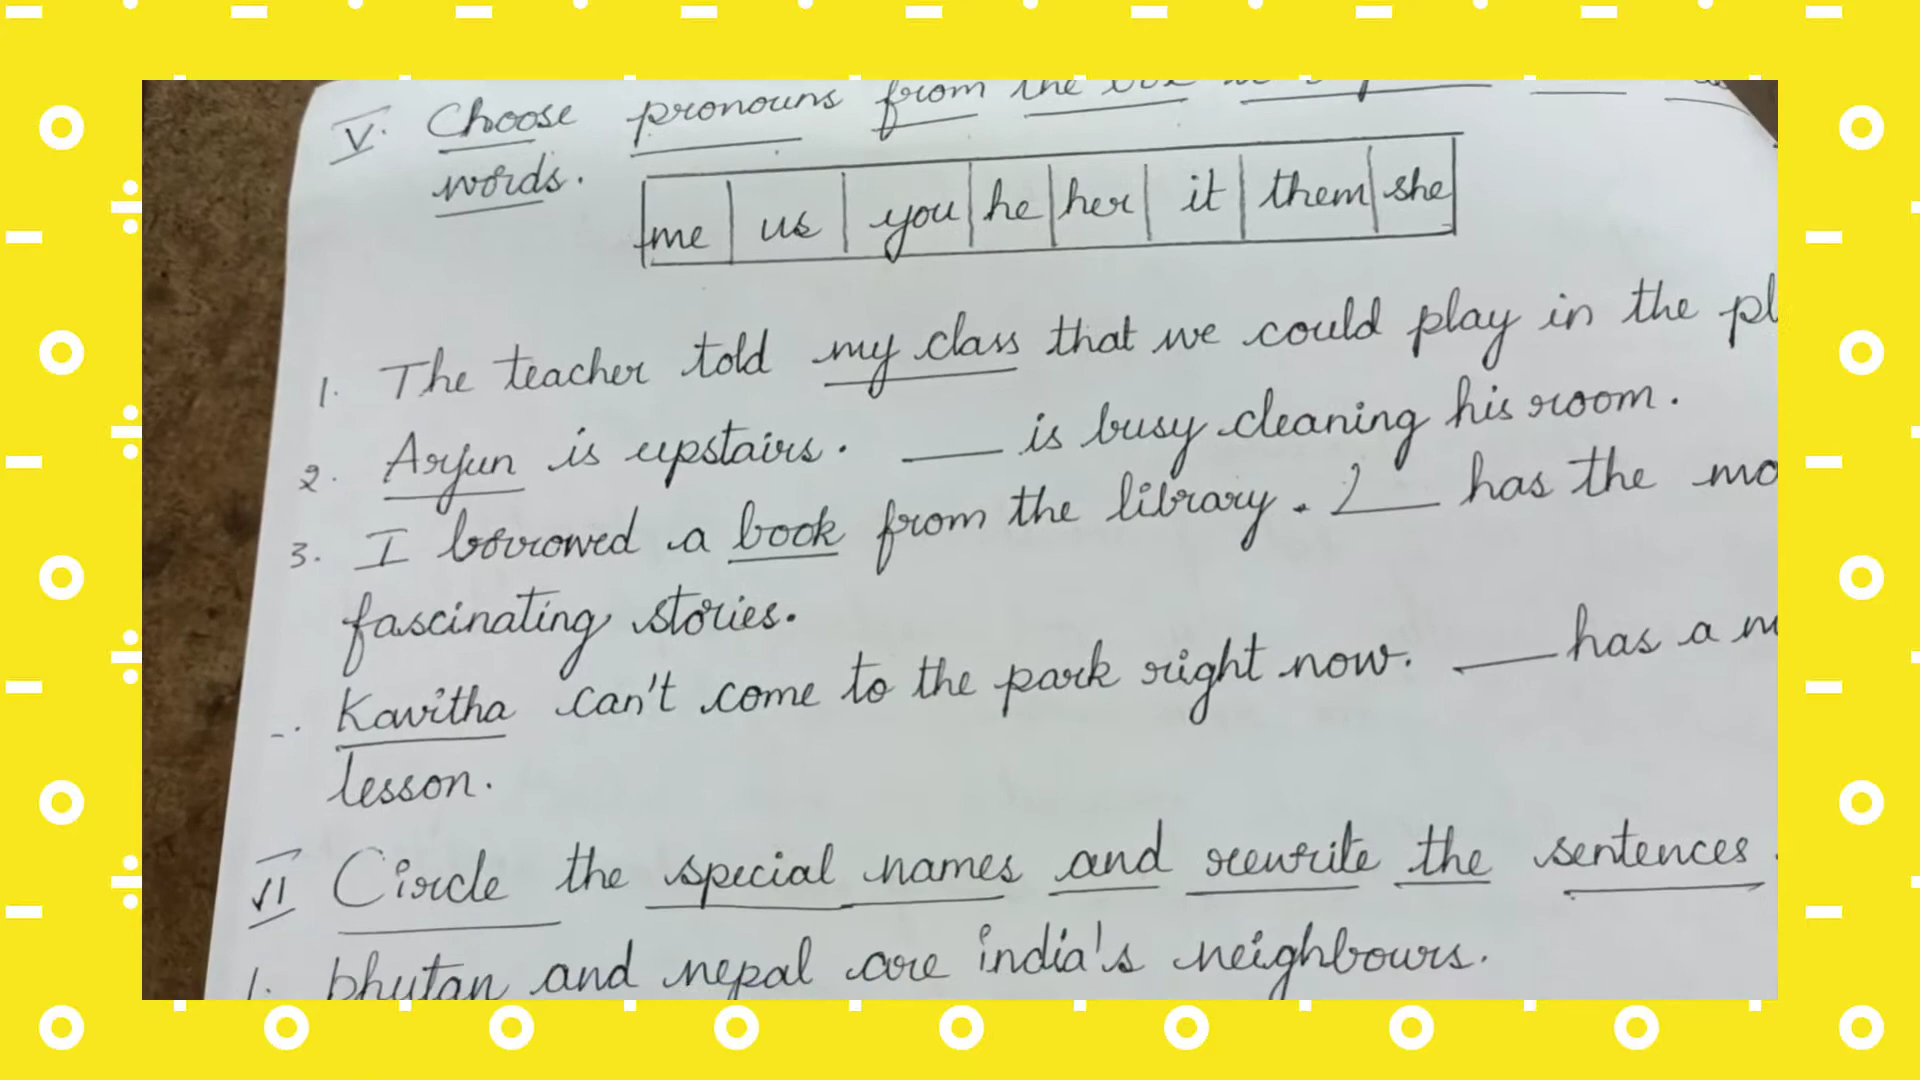 V. Choose pronouns from the box
words.
me us you he her it them she
1. The teacher told my class that we could play in the pl
2. Arjun is upstairs. ___ is busy cleaning his room.
3. I borrowed a book from the library. ___ has the mo
fascinating stories.
Kavitha can't come to the park right now. ___ has a m
lesson.
VI Circle the special names and rewrite the sentences.
1. bhutan and nepal are india's neighbours.